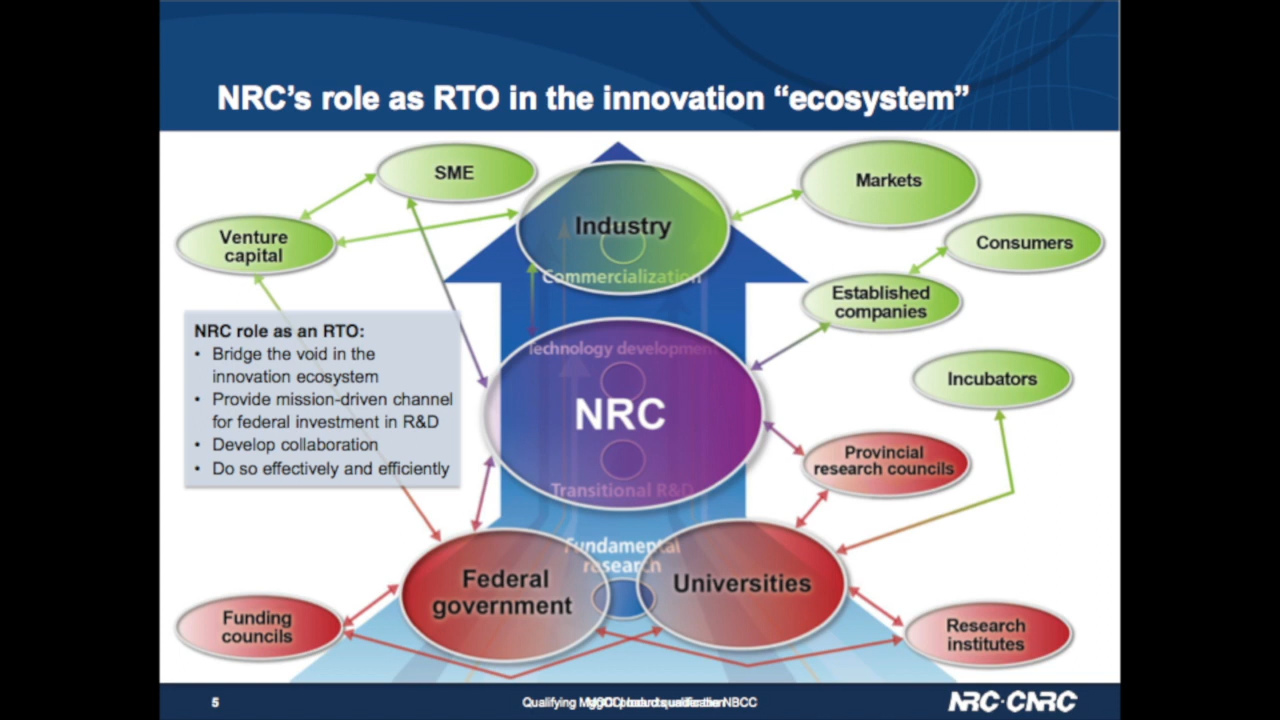 NRC's role as RTO in the innovation “ecosystem”
SME
Markets
Industry
Venture
capital
Consumers
Commercialization
Established
companies
NRC role as an RTO:
• Bridge the void in the
innovation ecosystem
• Provide mission-driven channel
for federal investment in R&D
• Develop collaboration
• Do so effectively and efficiently
Technology development
Incubators
NRC
Provincial
research councils
Transitional R&D
Fundamental
research
Federal
government
Universities
Funding
councils
Research
institutes
5
Qualifying
NBCC
NRC·CNRC